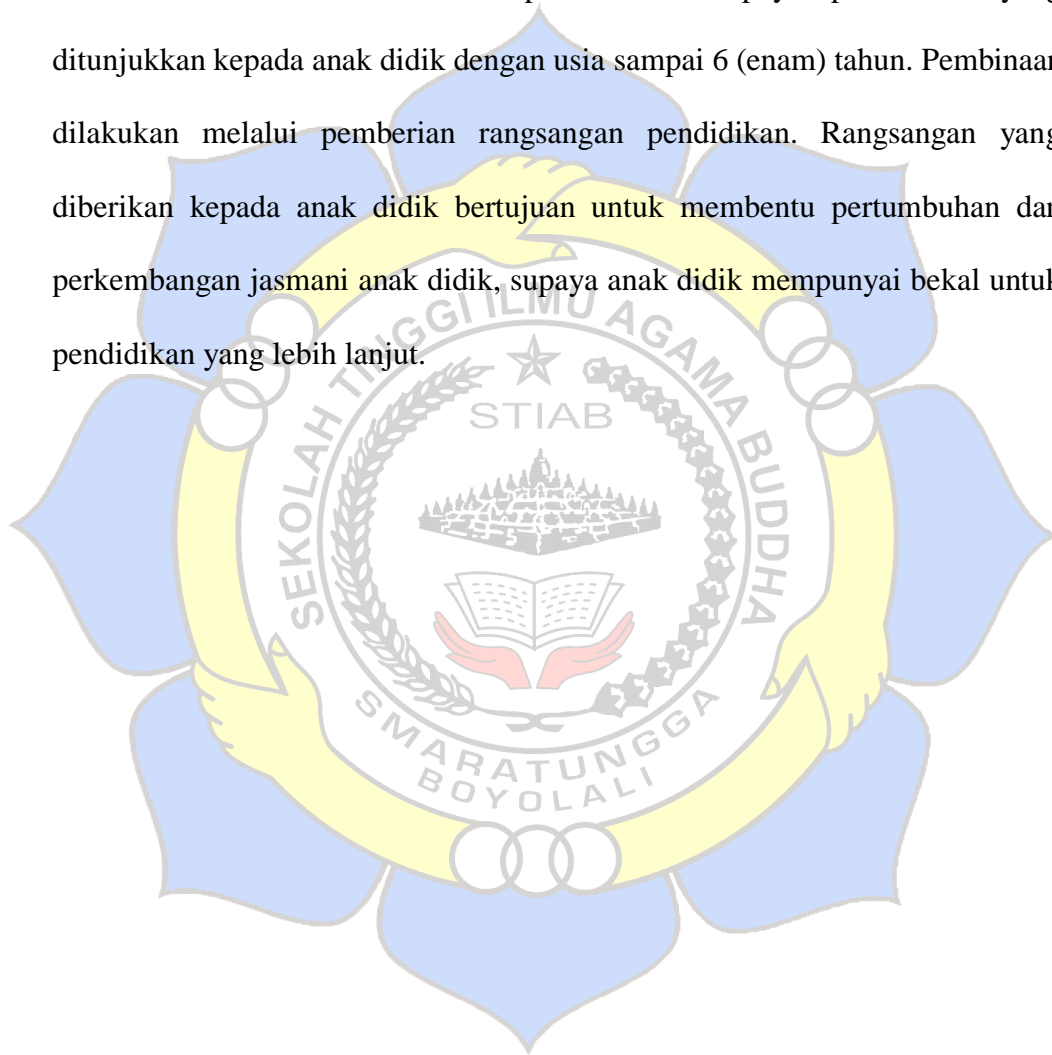 ditunjukkan kepada anak didik dengan usia sampai 6 (enam) tahun. Pembinaan
dilakukan melalui pemberian rangsangan pendidikan. Rangsangan yang
diberikan kepada anak didik bertujuan untuk membentu pertumbuhan dan
perkembangan jasmani anak didik, supaya anak didik mempunyai bekal untuk
pendidikan yang lebih lanjut.
SEKOLAH TINGGI ILMU AGAMA BUDDHA
STIAB
SMARATUNGGA
BOYOLALI